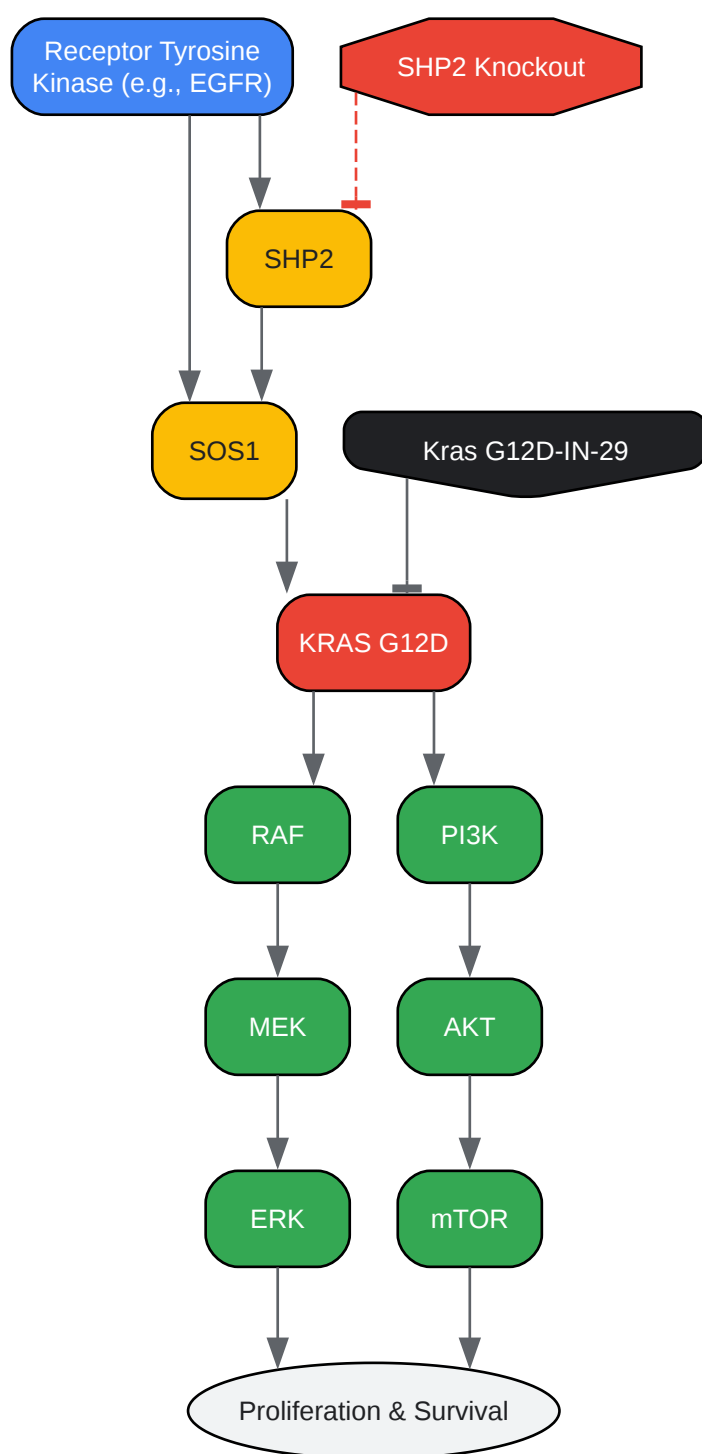 Receptor Tyrosine
Kinase (e.g., EGFR)
SHP2 Knockout
SHP2
SOS1
Kras G12D-IN-29
KRAS G12D
RAF
PI3K
MEK
AKT
ERK
mTOR
Proliferation & Survival